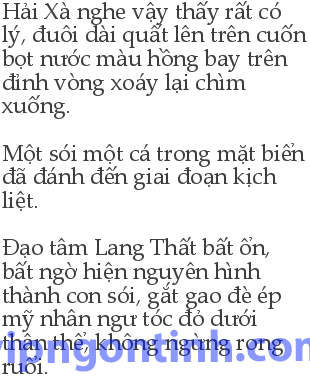 Hải Xà nghe vậy thấy rất có
lý, đuôi dài quất lên trên cuốn
bọt nước màu hồng bay trên
đỉnh vòng xoáy lại chìm
xuống.

Một sói một cá trong mặt biển
đã đánh đến giai đoạn kịch
liệt.

Đạo tâm Lang Thất bất ổn,
bất ngờ hiện nguyên hình
thành con sói, gắt gao đè ép
mỹ nhân ngư tóc đỏ dưới
thân thể, không ngừng rong
ruổi.